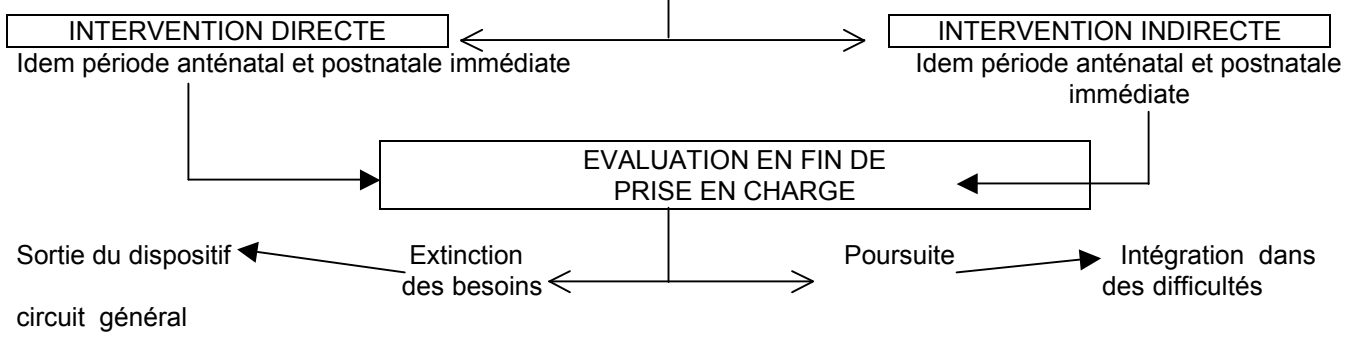 INTERVENTION DIRECTE
INTERVENTION INDIRECTE
Idem période anténatal et postnatale immédiate
Idem période anténatal et postnatale
immédiate
EVALUATION EN FIN DE
PRISE EN CHARGE
Sortie du dispositif
Extinction
des besoins
Poursuite
Intégration dans
des difficultés
circuit général